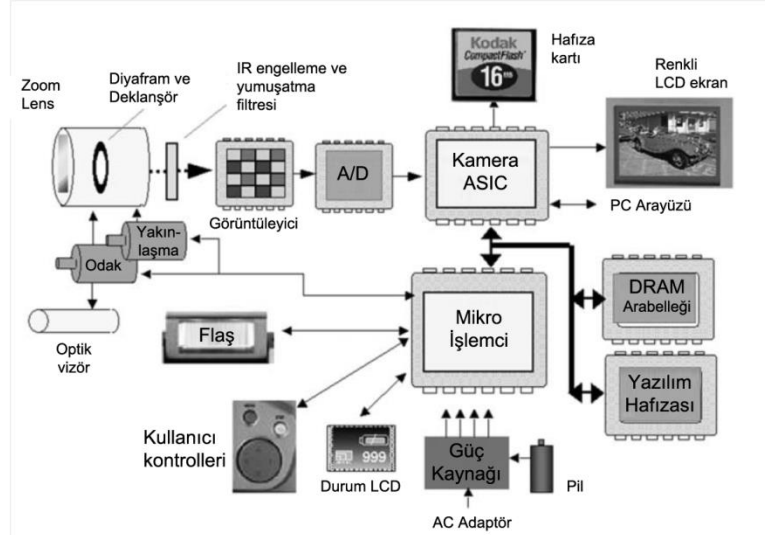 Zoom
Lens
Diyafram ve
Deklanşör
IR engelleme ve
yumuşatma
filtresi
Kodak
CompactFlash
16
Hafıza
kartı
Renkli
LCD ekran
Görüntüleyici
A/D
Kamera
ASIC
PC Arayüzü
Yakın-
laşma
Odak
Optik
vizör
Flaş
Mikro
İşlemci
DRAM
Arabelleği
Yazılım
Hafızası
Kullanıcı
kontrolleri
999
Durum LCD
Güç
Kaynağı
Pil
AC Adaptör